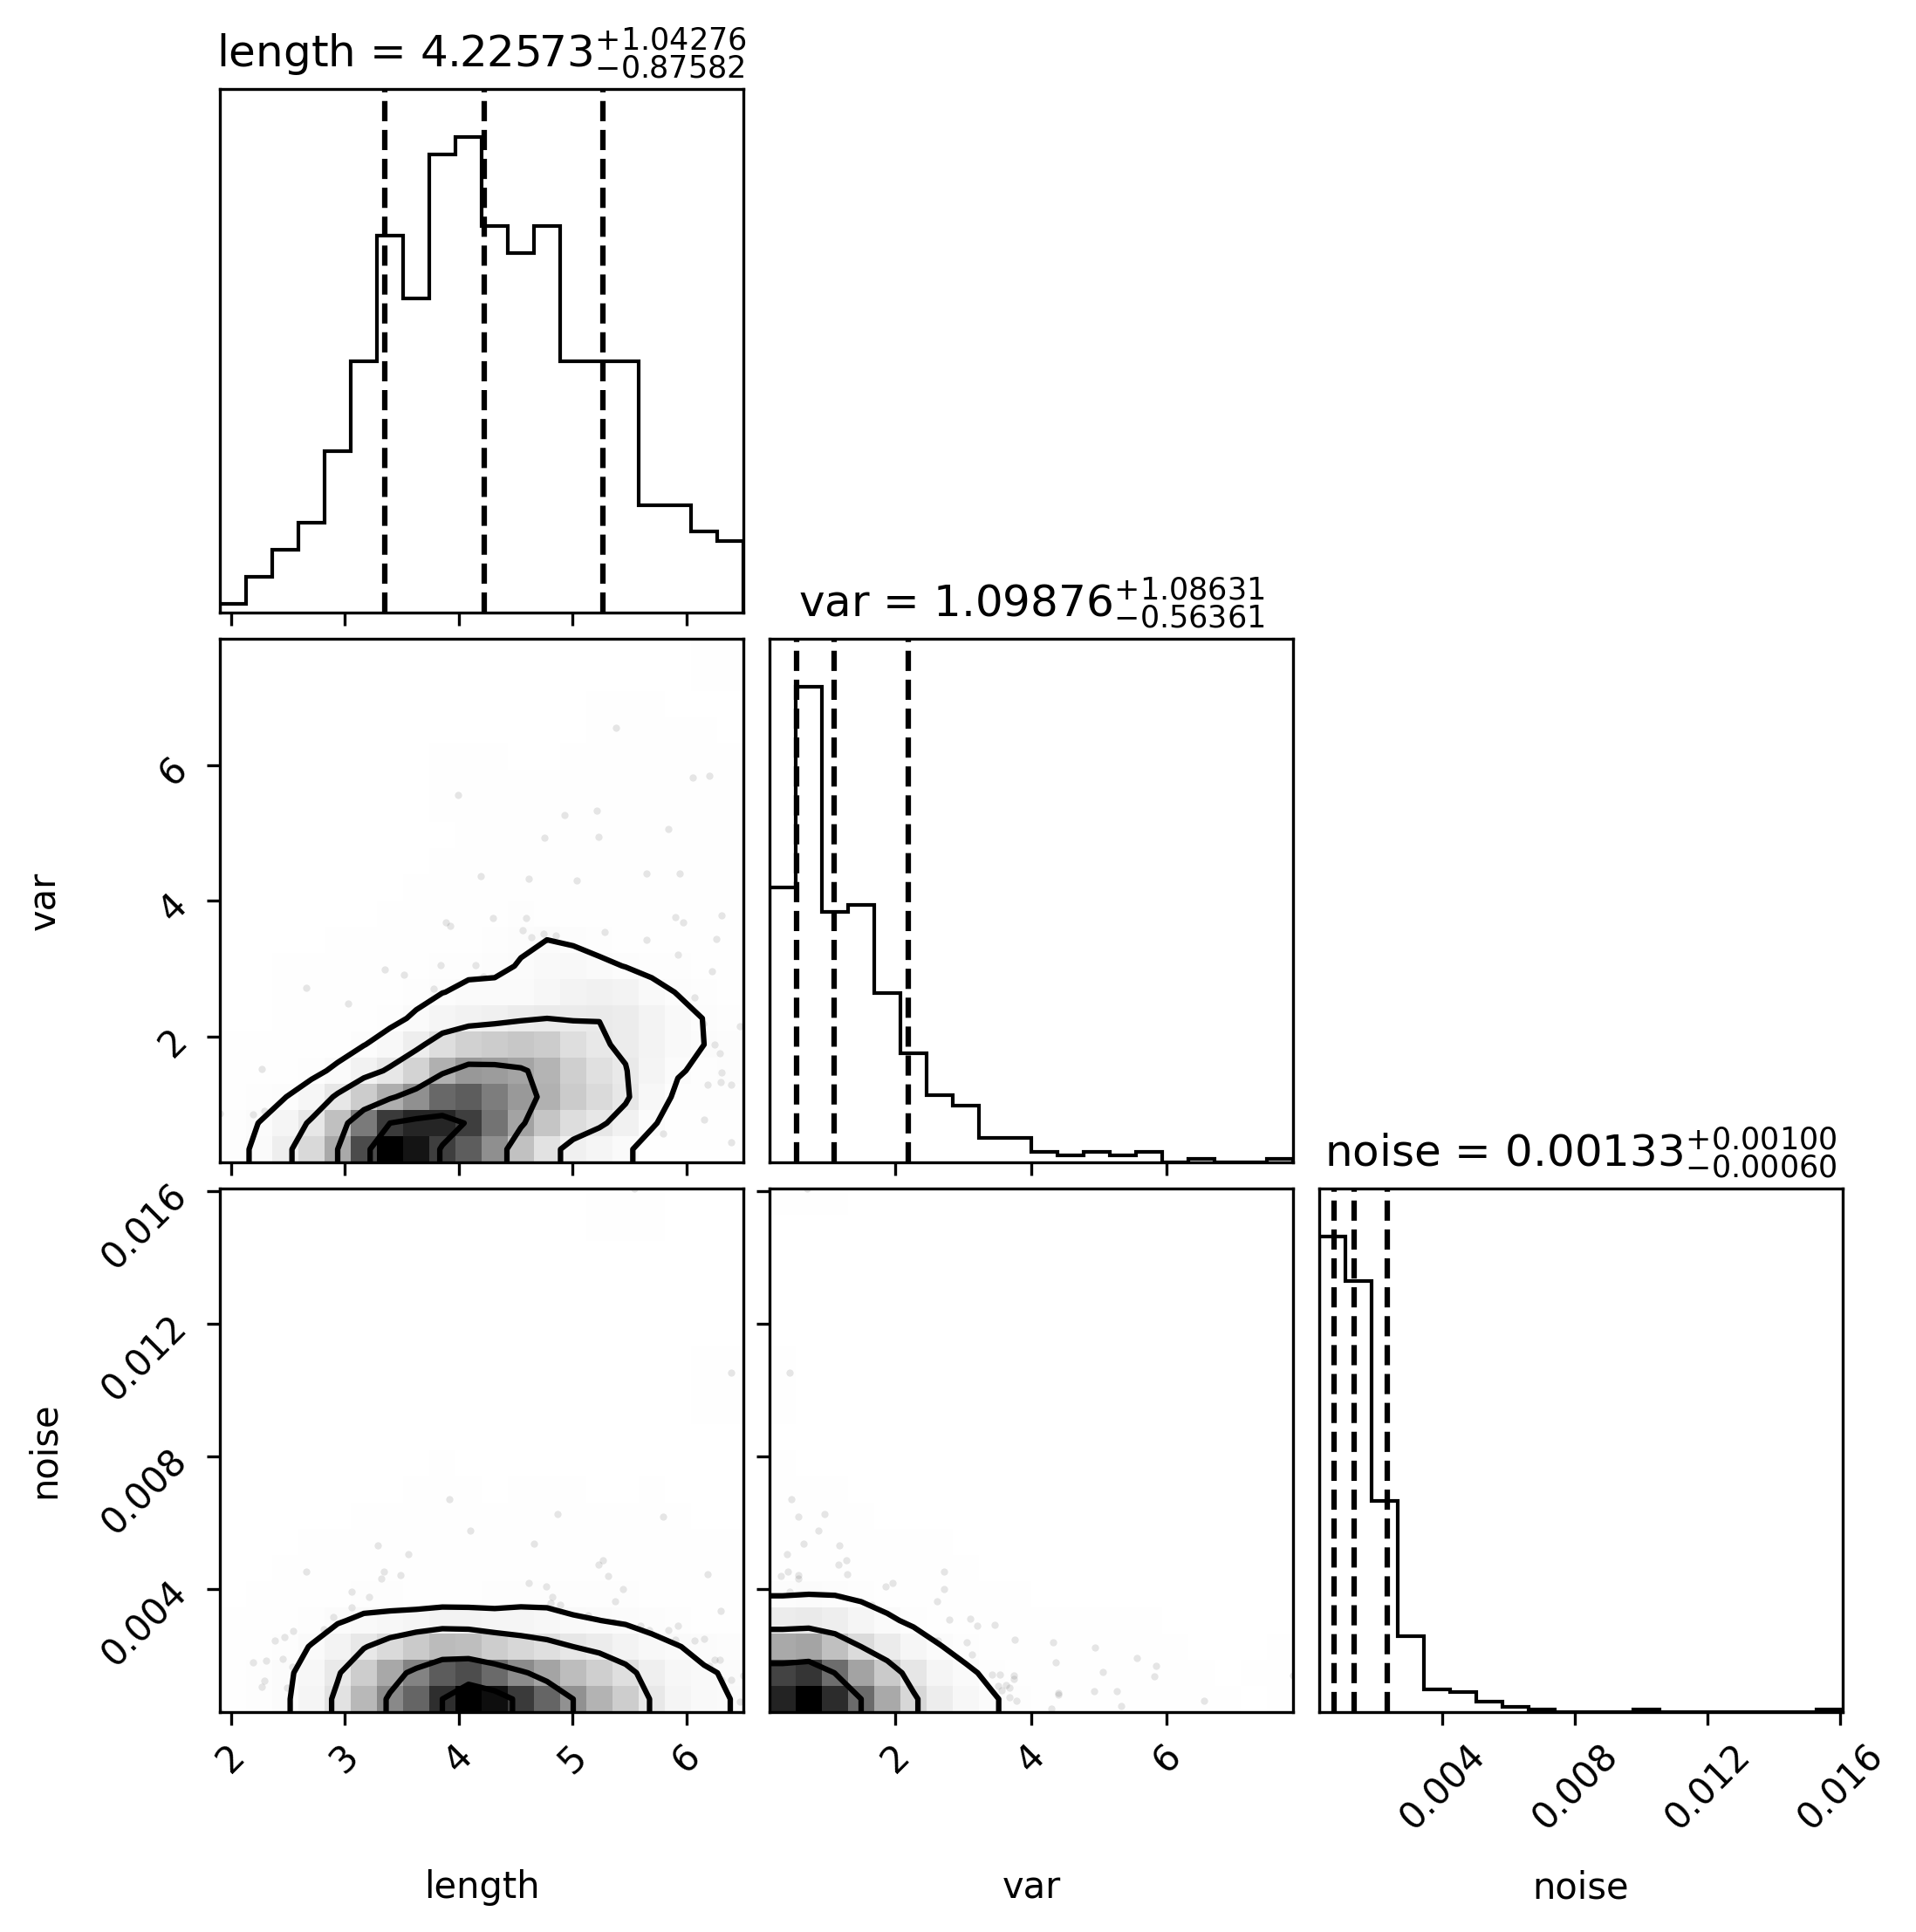 length = 4.22573+1.04276−0.87582
var = 1.09876+1.08631−0.56361
6
4
2
var
noise = 0.00133+0.00100−0.00060
0.016
0.012
0.008
0.004
noise
2 3 4 5 6
2 4 6
0.004 0.008 0.012 0.016
length
var
noise